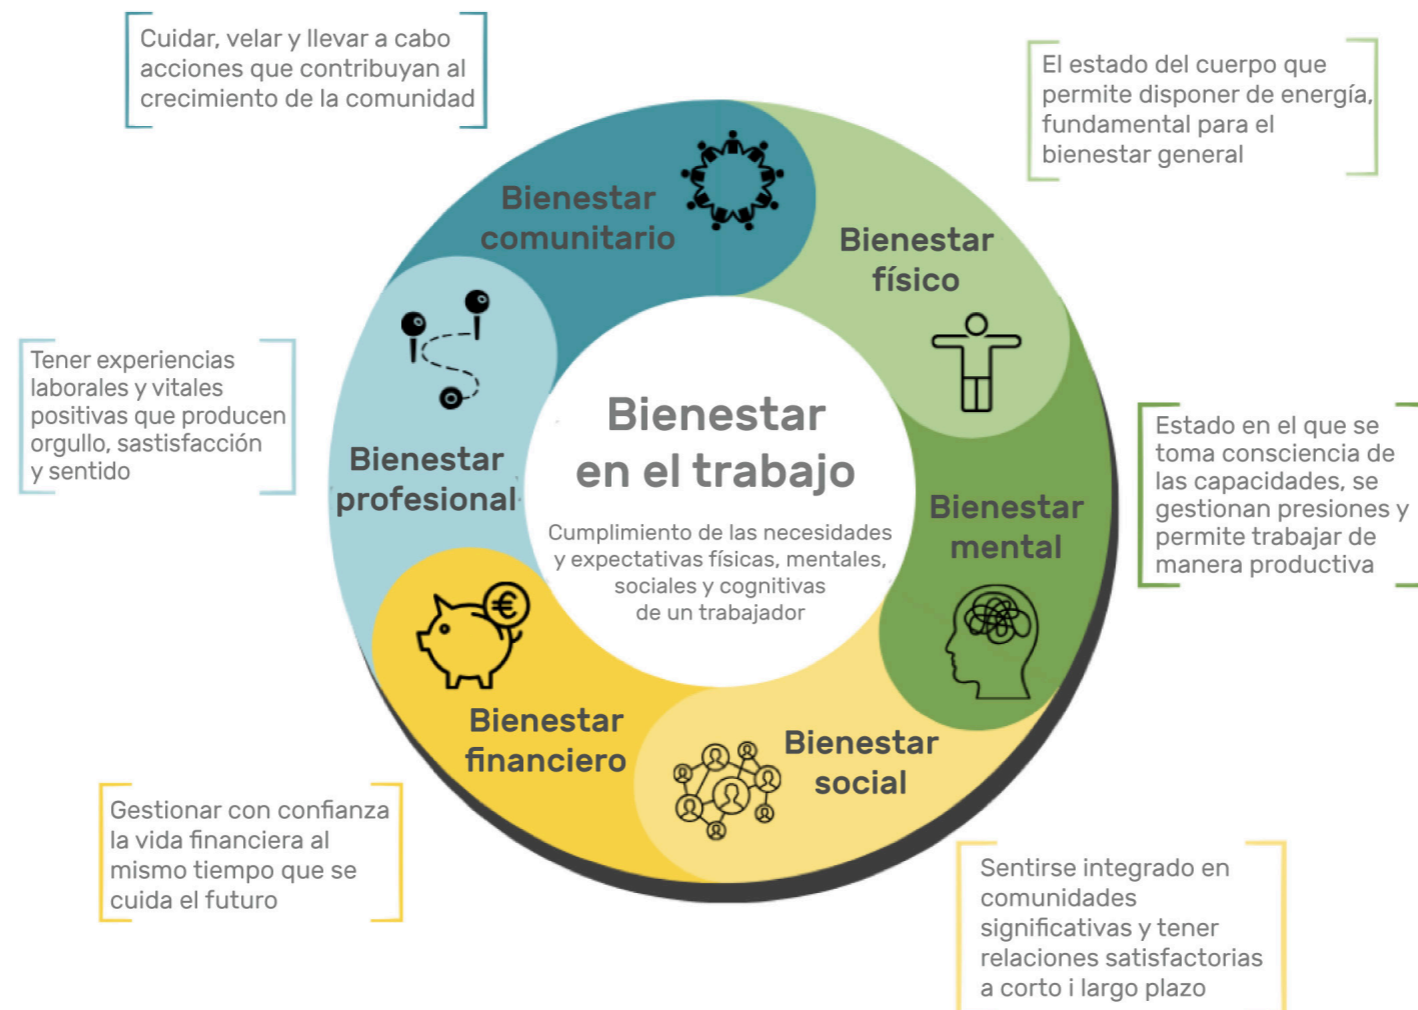 Cuidar, velar y llevar a cabo
acciones que contribuyan al
crecimiento de la comunidad
El estado del cuerpo que
permite disponer de energía,
fundamental para el
bienestar general
Bienestar
comunitario
Bienestar
físico
Tener experiencias
laborales y vitales
positivas que producen
orgullo, sastisfacción
y sentido
Bienestar
profesional
Bienestar
en el trabajo
Cumplimiento de las necesidades
y expectativas físicas, mentales,
sociales y cognitivas
de un trabajador
Bienestar
mental
Estado en el que se
toma consciencia de
las capacidades, se
gestionan presiones y
permite trabajar de
manera productiva
€
Bienestar
financiero
Bienestar
social
Gestionar con confianza
la vida financiera al
mismo tiempo que se
cuida el futuro
Sentirse integrado en
comunidades
significativas y tener
relaciones satisfactorias
a corto i largo plazo